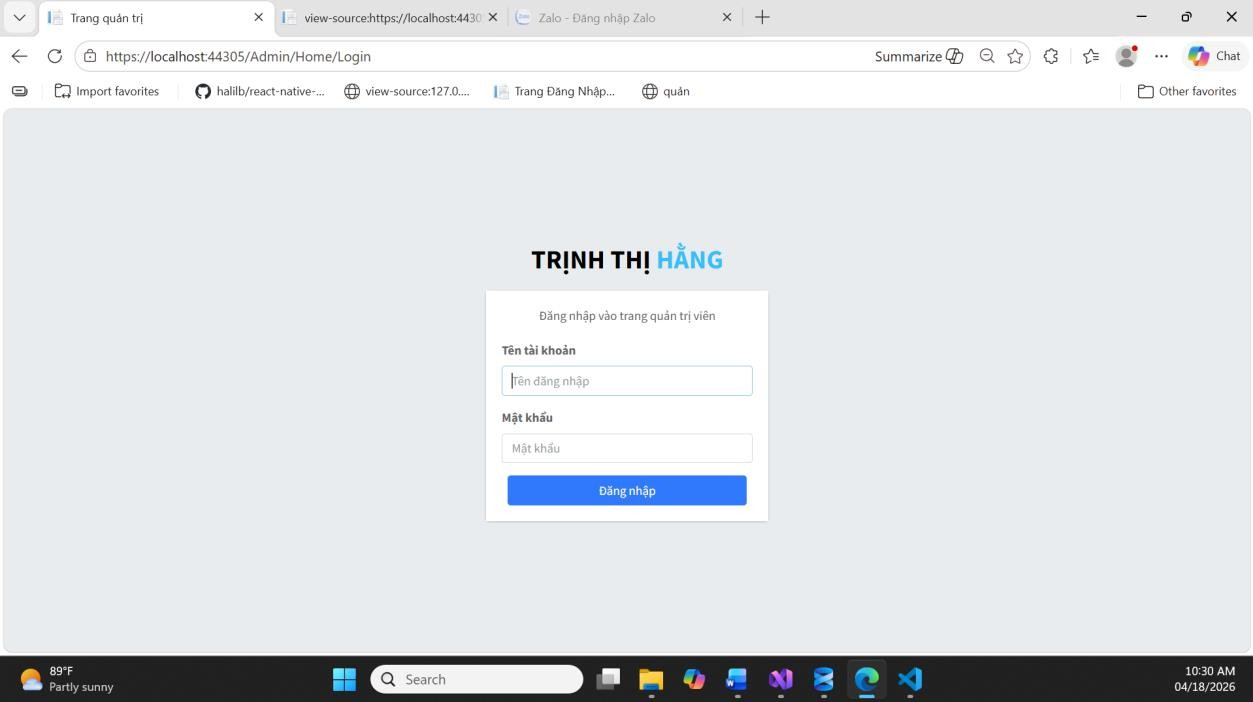 Trang quản trị
view-source:https://localhost:4430
Zalo - Đăng nhập Zalo
https://localhost:44305/Admin/Home/Login
Summarize
Chat
Import favorites
halilb/react-native-...
view-source:127.0....
Trang Đăng Nhập...
quản
Other favorites
TRỊNH THỊ HẰNG
Đăng nhập vào trang quản trị viên
Tên tài khoản
Tên đăng nhập
Mật khẩu
Mật khẩu
Đăng nhập
89°F
Partly sunny
Search
10:30 AM
04/18/2026